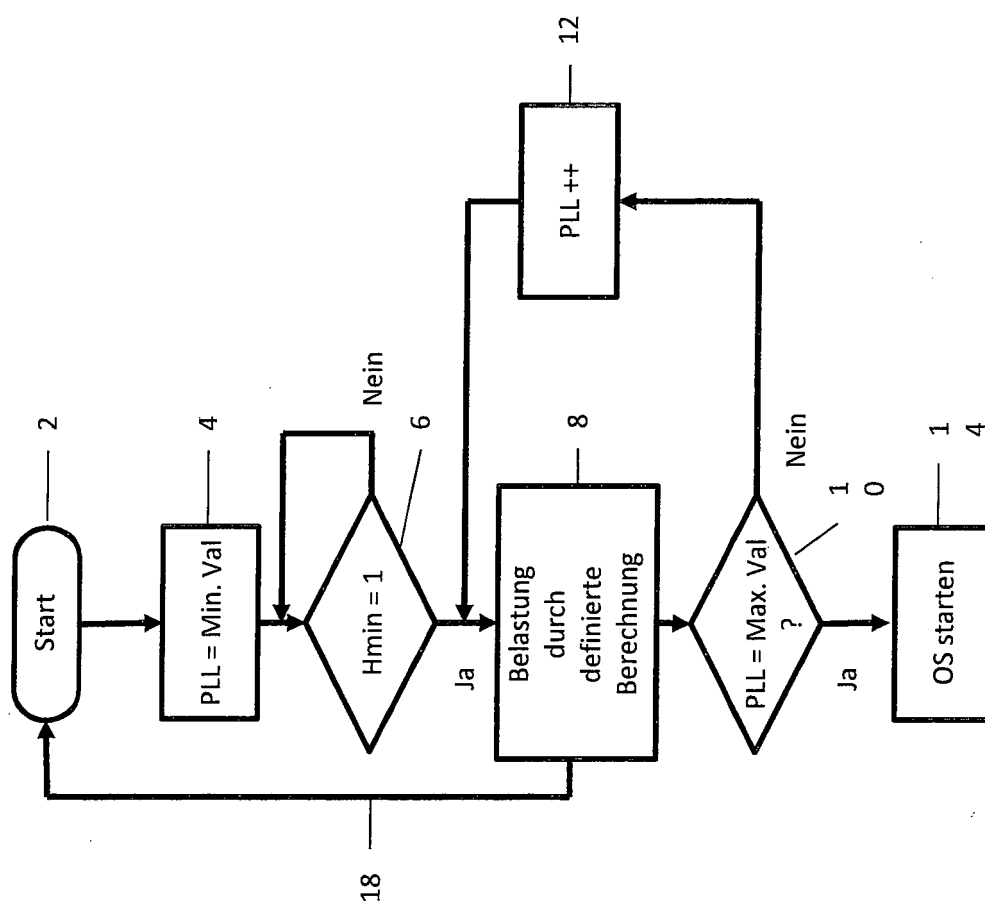 Start
2
PLL = Min. Val
4
Nein
Hmin = 1
6
Ja
18
PLL ++
12
Belastung
durch
definierte
Berechnung
8
PLL = Max. Val
?
1
0
Nein
Ja
OS starten
1
4